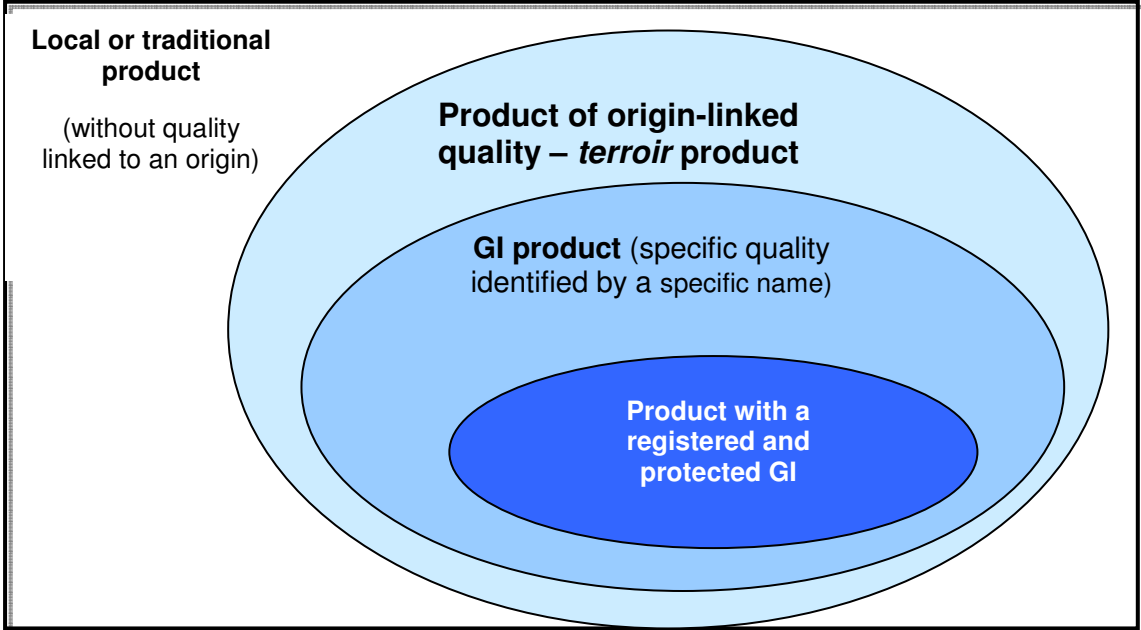 Local or traditional
product
(without quality
linked to an origin)
Product of origin-linked
quality – terroir product
GI product (specific quality
identified by a specific name)
Product with a
registered and
protected GI